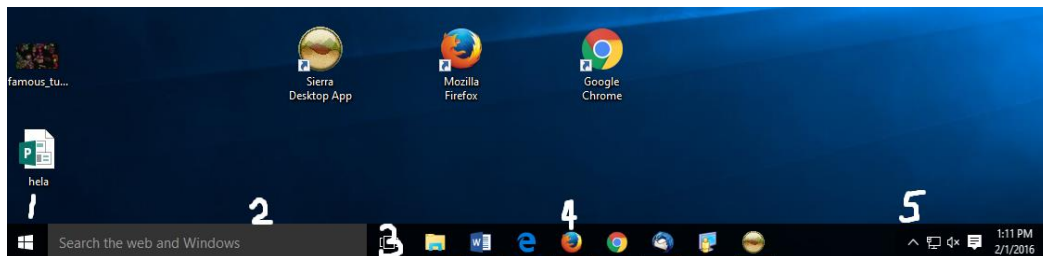 famous_tu...
Sierra
Desktop App
Mozilla
Firefox
Google
Chrome
P
hela
1
2
3
4
5
Search the web and Windows
W
1:11 PM
2/1/2016